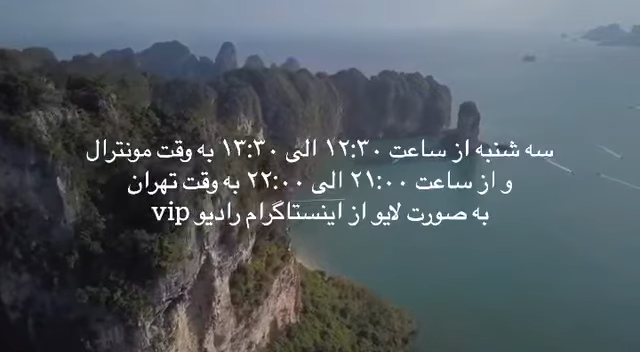 سه شنبه از ساعت ۱۲:۳۰ الی ۱۳:۳۰ به وقت مونترال
و از ساعت ۲۱:۰۰ الی ۲۲:۰۰ به وقت تهران
به صورت لایو از اینستاگرام رادیو vip